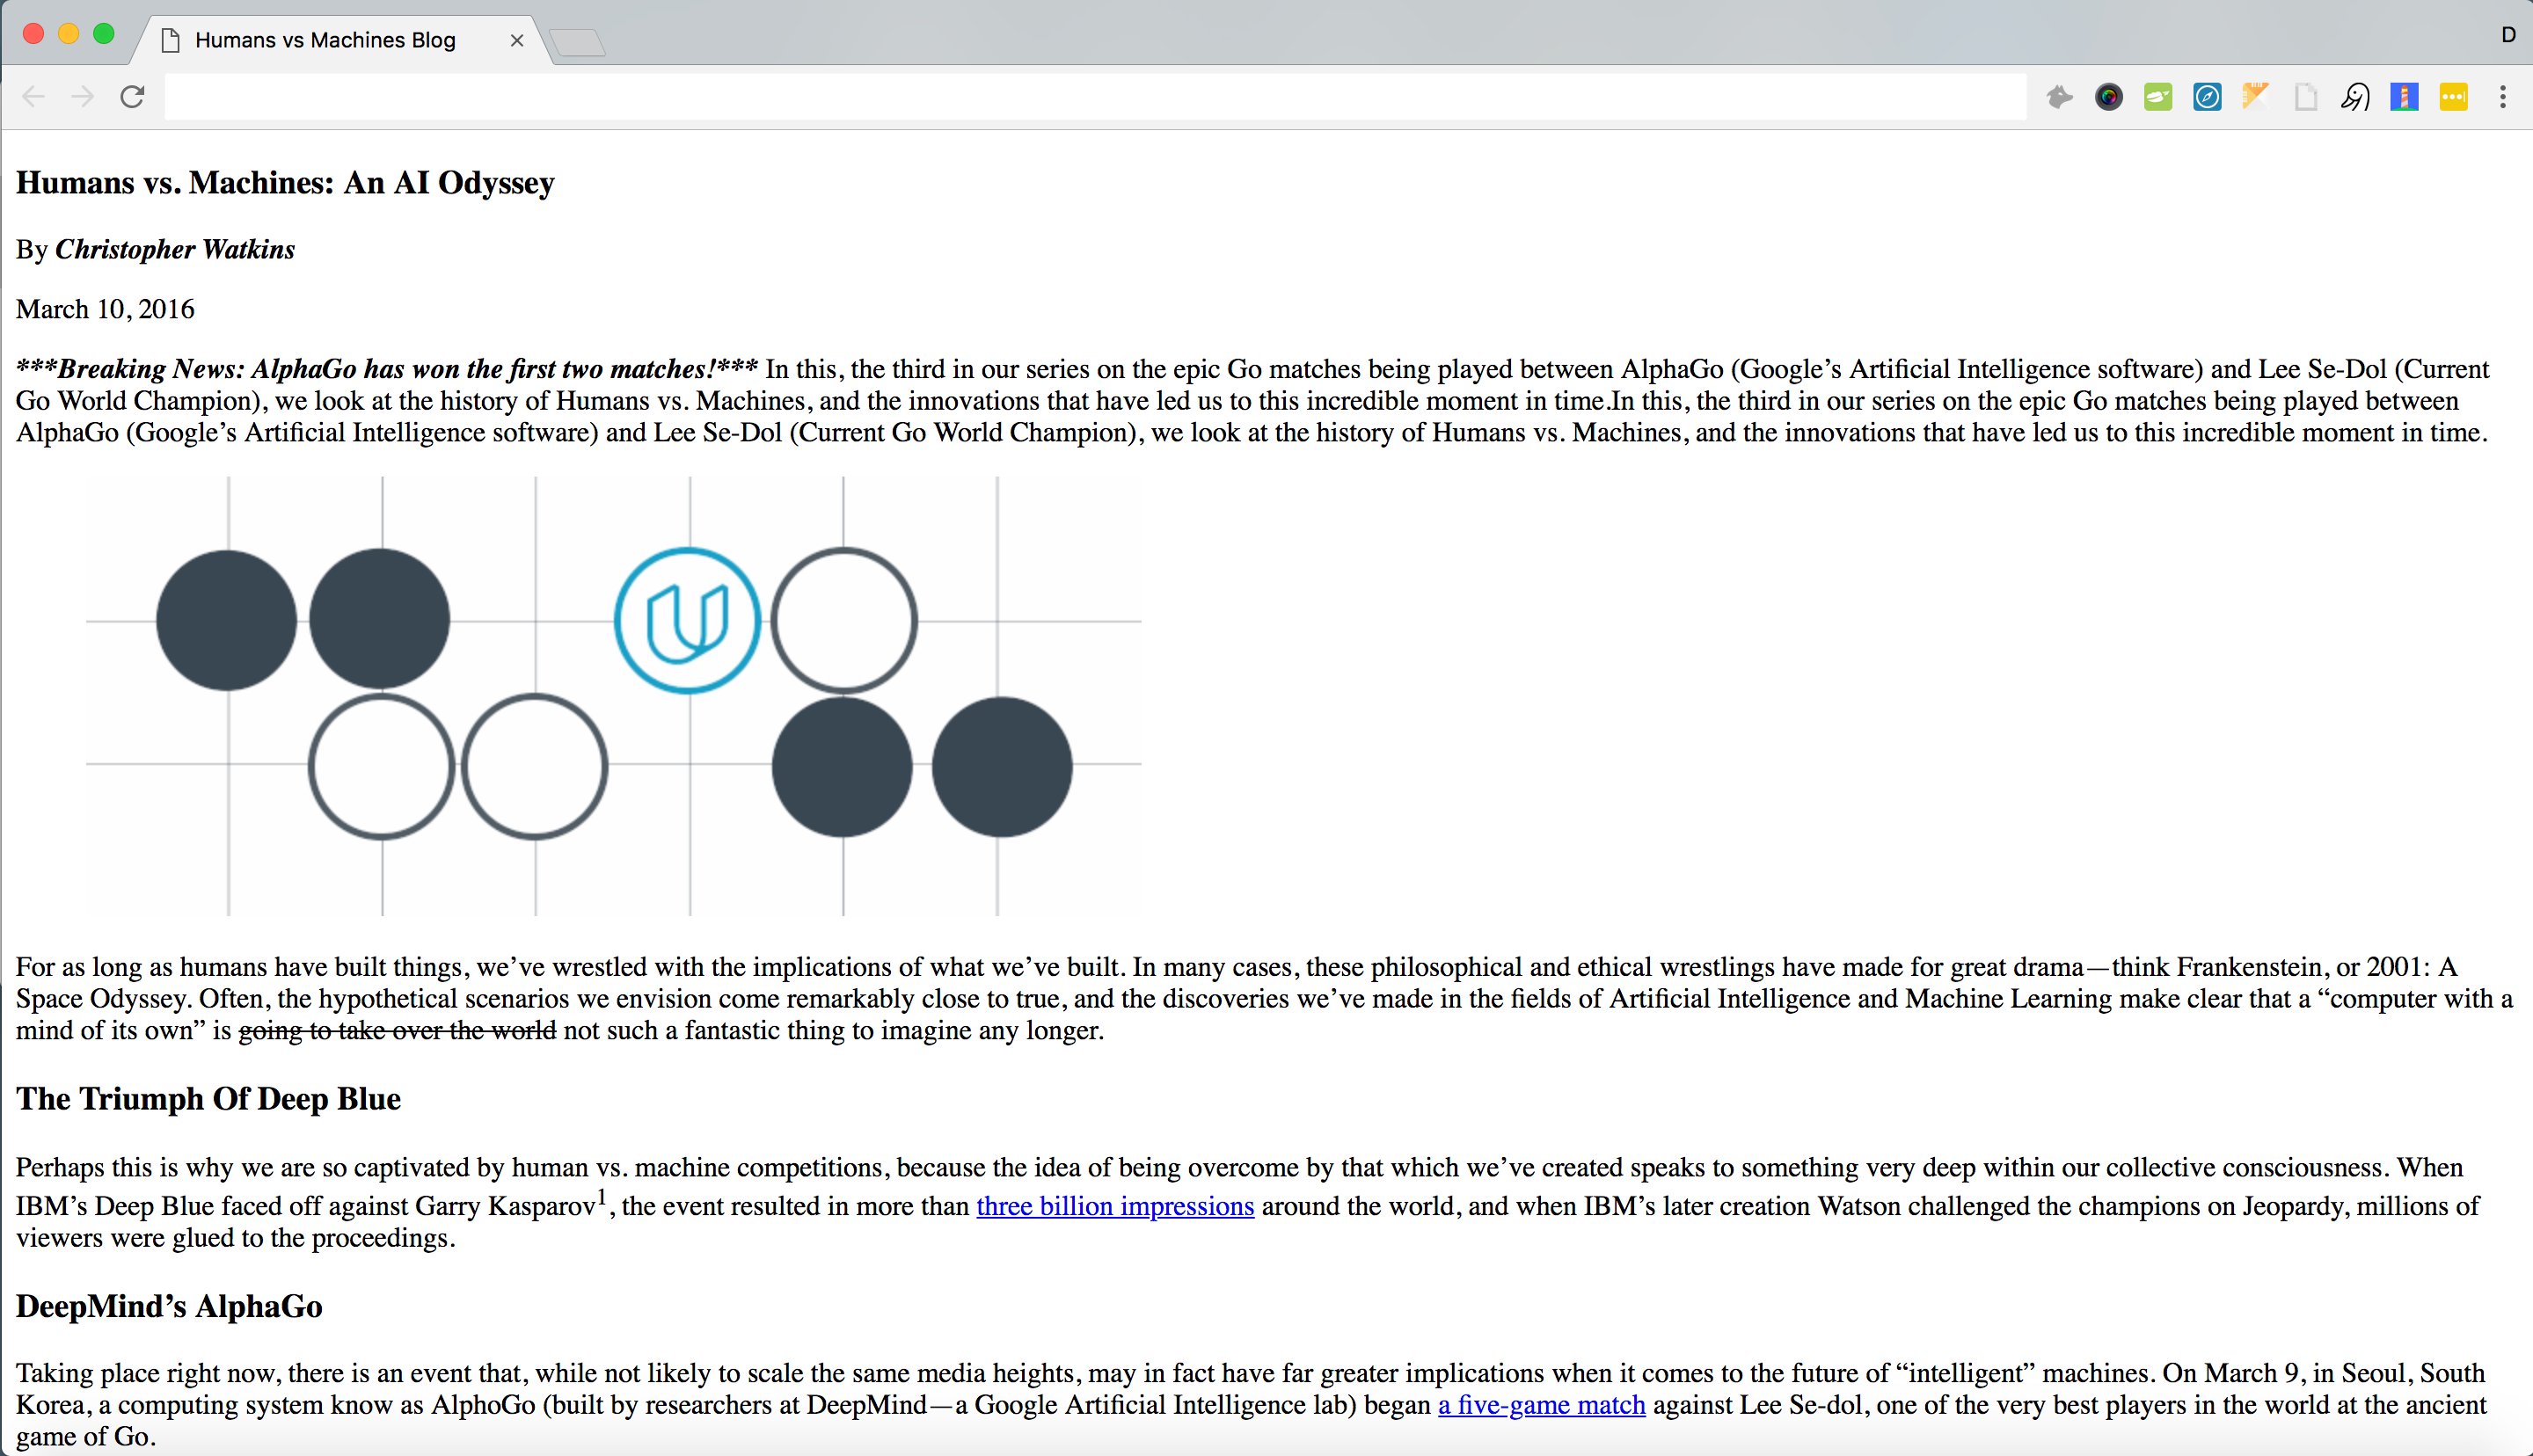 Humans vs Machines Blog
D
Humans vs. Machines: An AI Odyssey
By Christopher Watkins
March 10, 2016
***Breaking News: AlphaGo has won the first two matches!*** In this, the third in our series on the epic Go matches being played between AlphaGo (Google’s Artificial Intelligence software) and Lee Se-Dol (Current
Go World Champion), we look at the history of Humans vs. Machines, and the innovations that have led us to this incredible moment in time.In this, the third in our series on the epic Go matches being played between
AlphaGo (Google’s Artificial Intelligence software) and Lee Se-Dol (Current Go World Champion), we look at the history of Humans vs. Machines, and the innovations that have led us to this incredible moment in time.
For as long as humans have built things, we’ve wrestled with the implications of what we’ve built. In many cases, these philosophical and ethical wrestlings have made for great drama—think Frankenstein, or 2001: A
Space Odyssey. Often, the hypothetical scenarios we envision come remarkably close to true, and the discoveries we’ve made in the fields of Artificial Intelligence and Machine Learning make clear that a “computer with a
mind of its own” is going to take over the world not such a fantastic thing to imagine any longer.
The Triumph Of Deep Blue
Perhaps this is why we are so captivated by human vs. machine competitions, because the idea of being overcome by that which we’ve created speaks to something very deep within our collective consciousness. When
IBM’s Deep Blue faced off against Garry Kasparov1, the event resulted in more than three billion impressions around the world, and when IBM’s later creation Watson challenged the champions on Jeopardy, millions of
viewers were glued to the proceedings.
DeepMind’s AlphaGo
Taking place right now, there is an event that, while not likely to scale the same media heights, may in fact have far greater implications when it comes to the future of “intelligent” machines. On March 9, in Seoul, South
Korea, a computing system know as AlphoGo (built by researchers at DeepMind—a Google Artificial Intelligence lab) began a five-game match against Lee Se-dol, one of the very best players in the world at the ancient
game of Go.